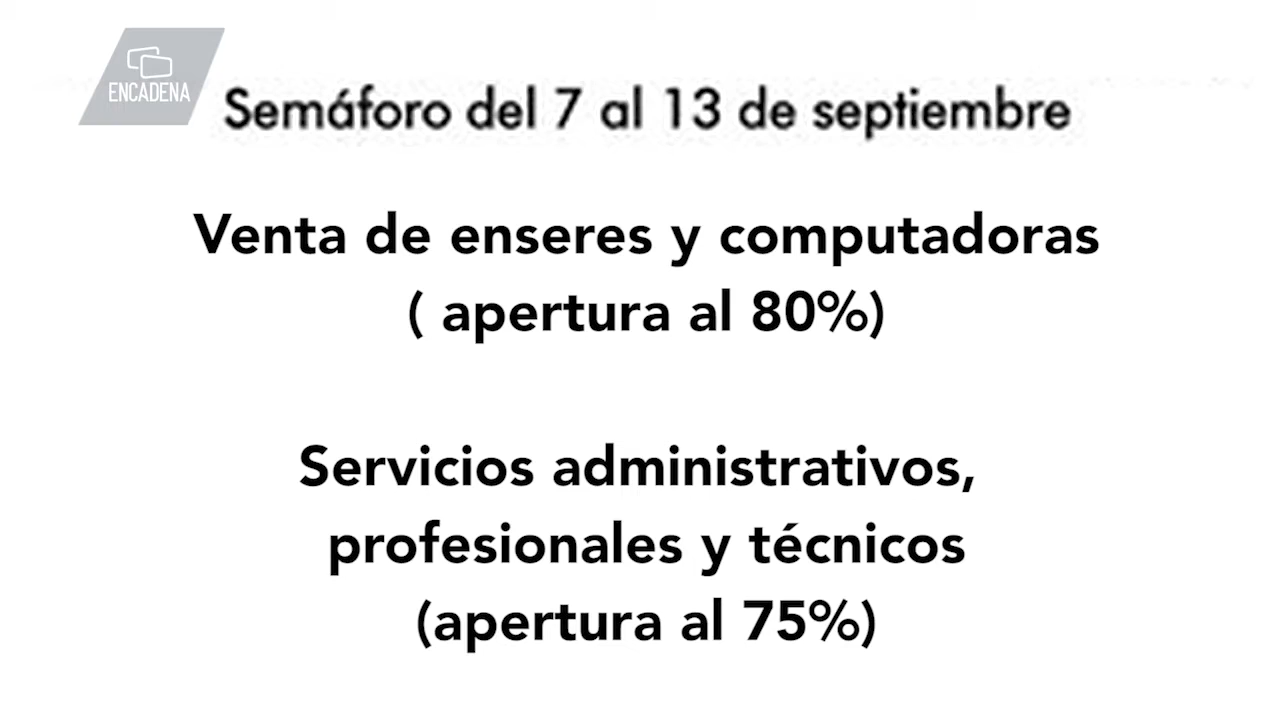 ENCADENA
Semáforo del 7 al 13 de septiembre
Venta de enseres y computadoras
( apertura al 80%)
Servicios administrativos,
profesionales y técnicos
(apertura al 75%)